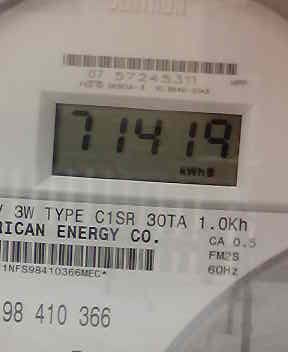 07 57245311
71419
kWh
V 3W TYPE C1SR 30TA 1.0Kh
RICAN ENERGY CO.
CA 0.5
FM2S
60Hz
1NFS98410366MEC*
98 410 366